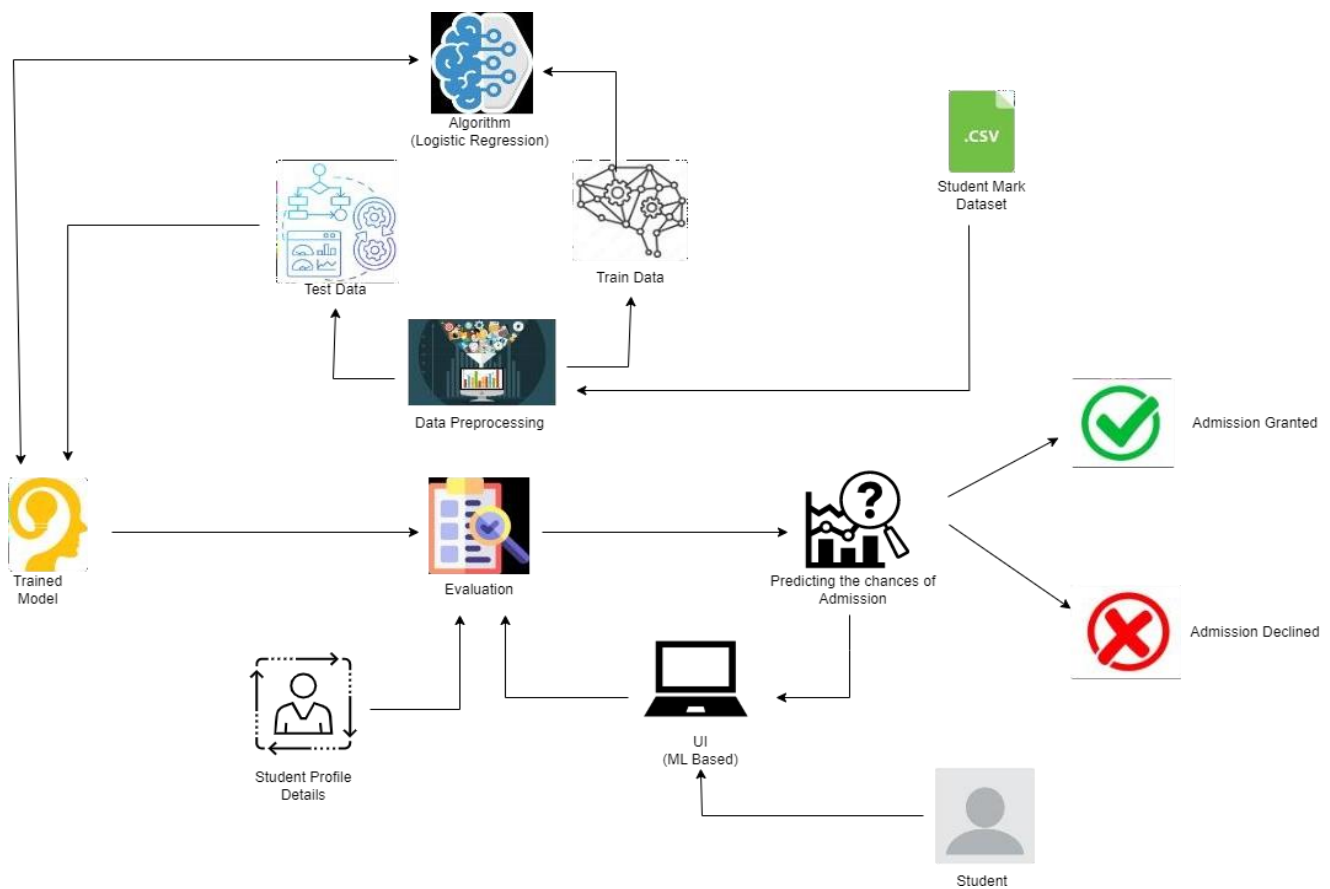 Algorithm
(Logistic Regression)
.CSV
Student Mark
Dataset
Test Data
Train Data
Data Preprocessing
Admission Granted
Trained
Model
Evaluation
?
Predicting the chances of
Admission
Admission Declined
UI
(ML Based)
Student Profile
Details
Student